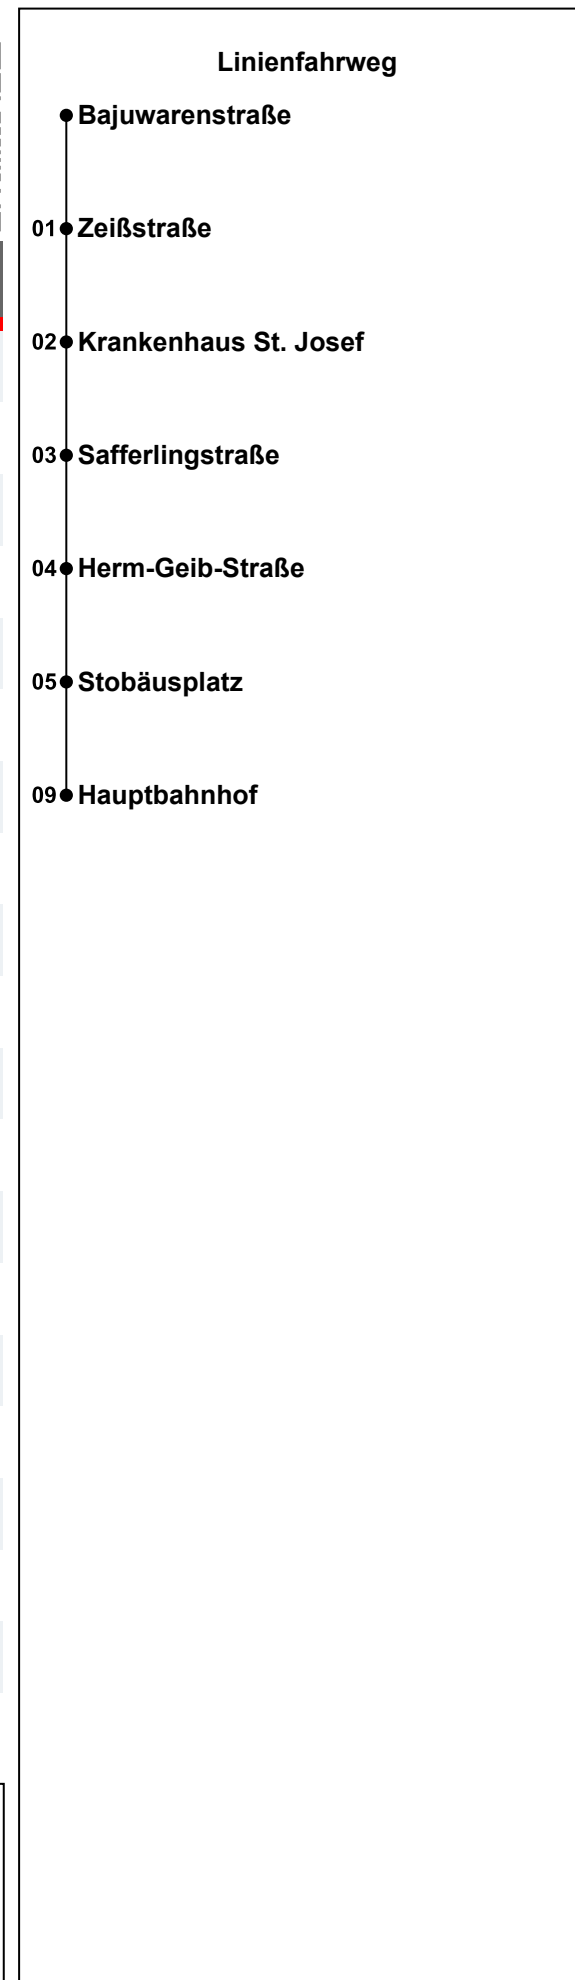 Linienfahrweg
Bajuwarenstraße
01 Zeißstraße
02 Krankenhaus St. Josef
03 Safferlingstraße
04 Herm-Geib-Straße
05 Stobäusplatz
09 Hauptbahnhof